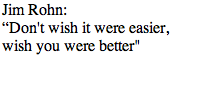 Jim Rohn:
“Don't wish it were easier,
wish you were better"